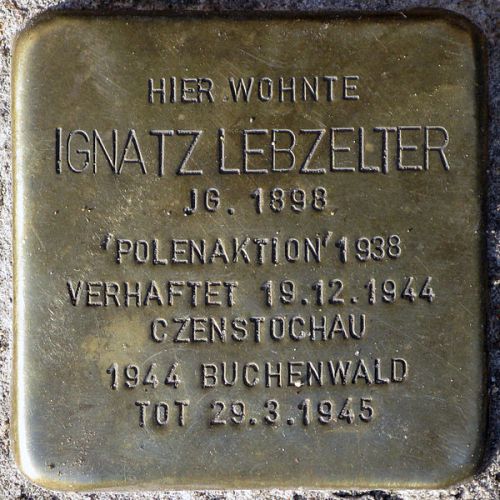 HIER WOHNTE
IGNATZ LEBZELTER
JG. 1898
'POLENAKTION' 1938
VERHAFTET 19.12.1944
CZENSTOCHAU
1944 BUCHENWALD
TOT 29.3.1945